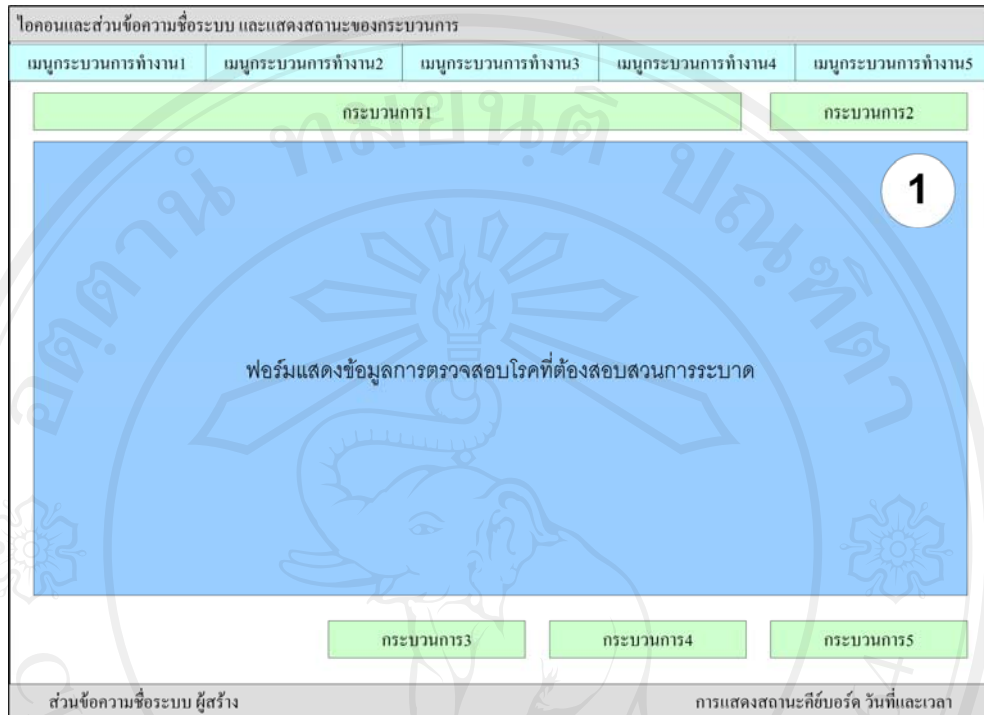 ไอคอนและส่วนข้อความชื่อระบบ และแสดงสถานะของกระบวนการ
เมนูกระบวนการทำงาน1 เมนูกระบวนการทำงาน2 เมนูกระบวนการทำงาน3 เมนูกระบวนการทำงาน4 เมนูกระบวนการทำงาน5
กระบวนการ1 กระบวนการ2
1
ฟอร์มแสดงข้อมูลการตรวจสอบโรคที่ต้องสอบสวนการระบาด
กระบวนการ3 กระบวนการ4 กระบวนการ5
ส่วนข้อความชื่อระบบ ผู้สร้าง การแสดงสถานะคีย์บอร์ด วันที่และเวลา